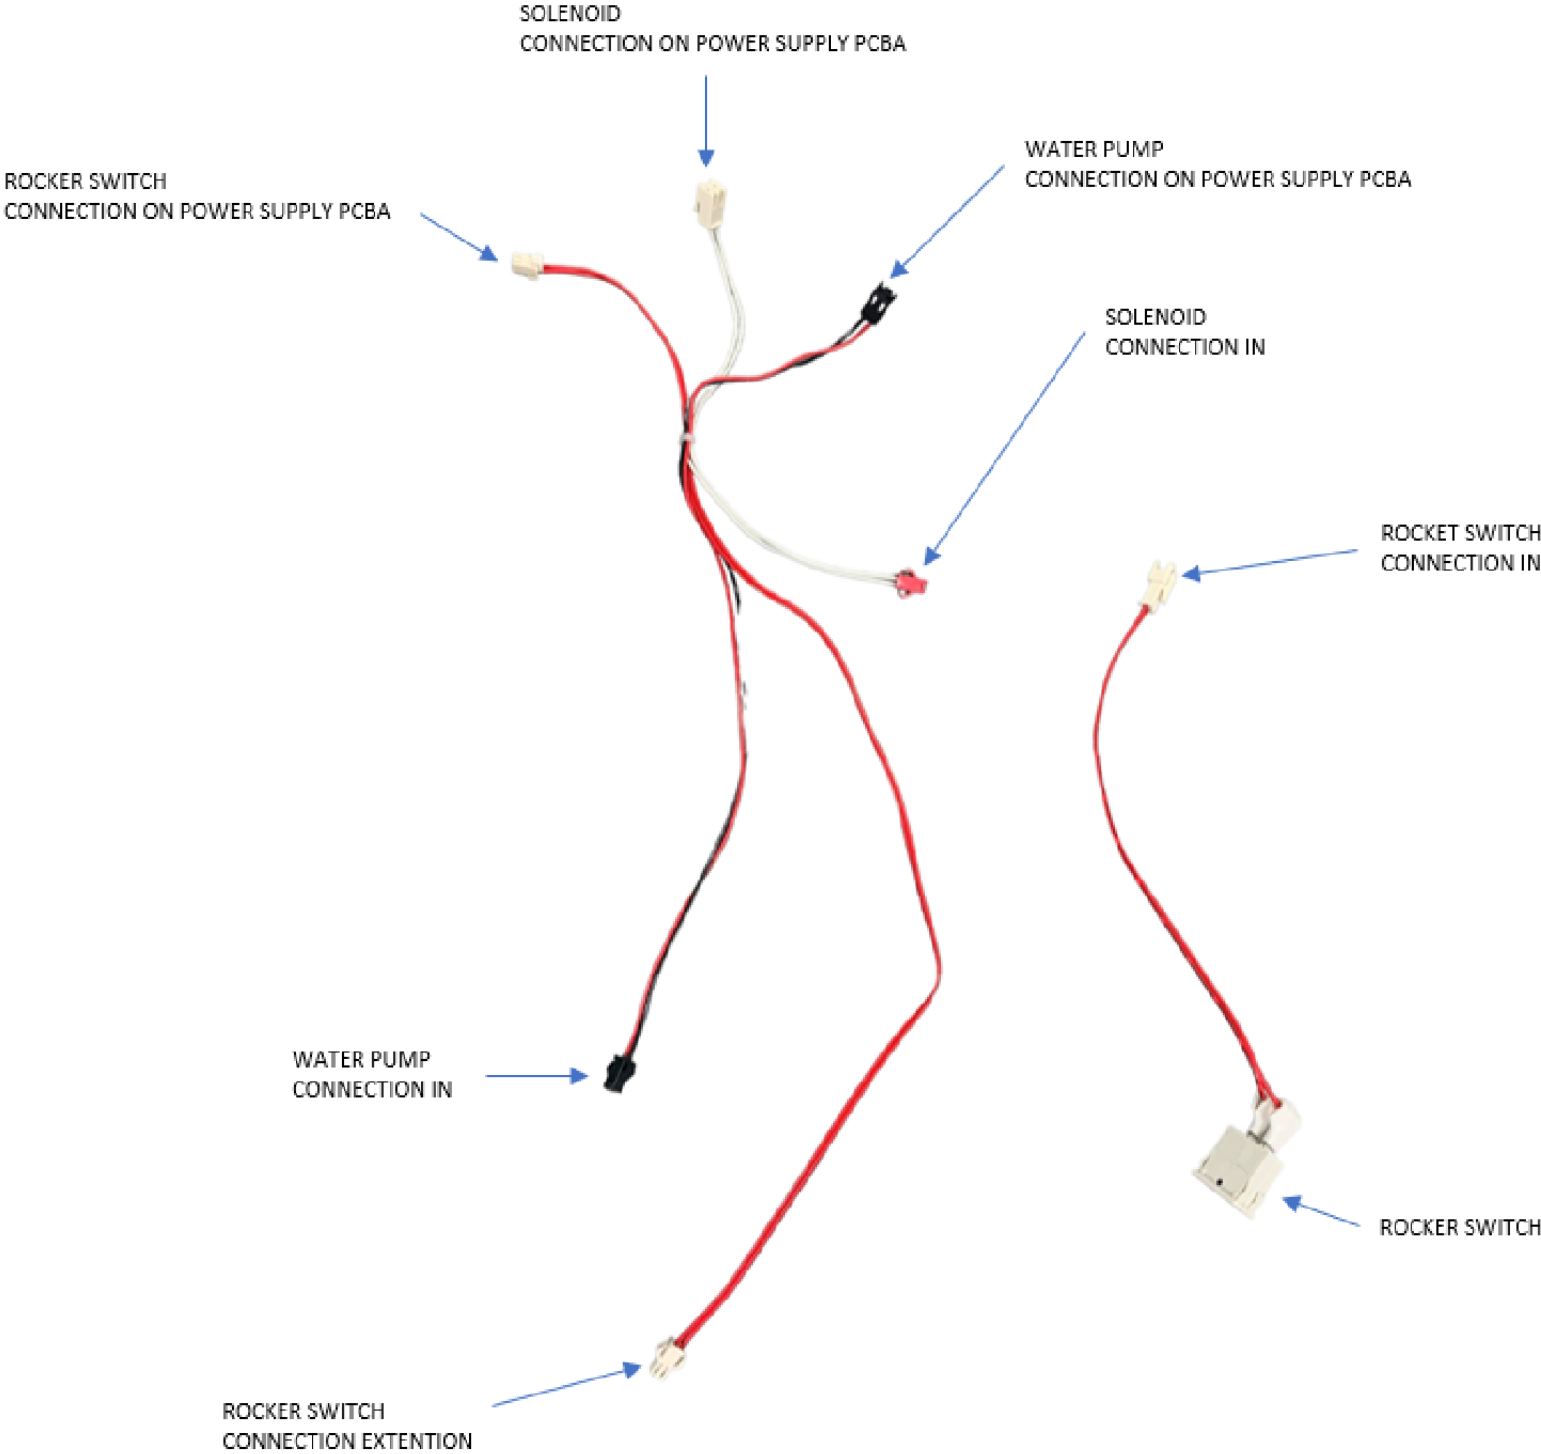 SOLENOID
CONNECTION ON POWER SUPPLY PCBA
WATER PUMP
CONNECTION ON POWER SUPPLY PCBA
ROCKER SWITCH
CONNECTION ON POWER SUPPLY PCBA
SOLENOID
CONNECTION IN
ROCKET SWITCH
CONNECTION IN
WATER PUMP
CONNECTION IN
ROCKER SWITCH
ROCKER SWITCH
CONNECTION EXTENTION